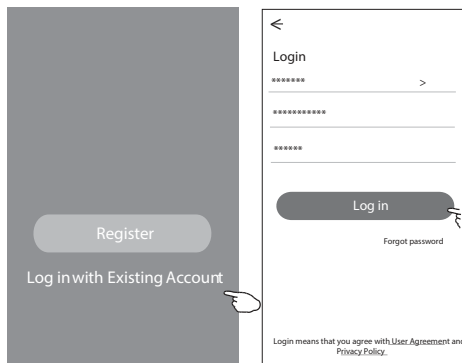 Register
Log in with Existing Account
Login
******* >
***********
******
Log in
Forgot password
Login means that you agree with User Agreement and
Privacy Policy